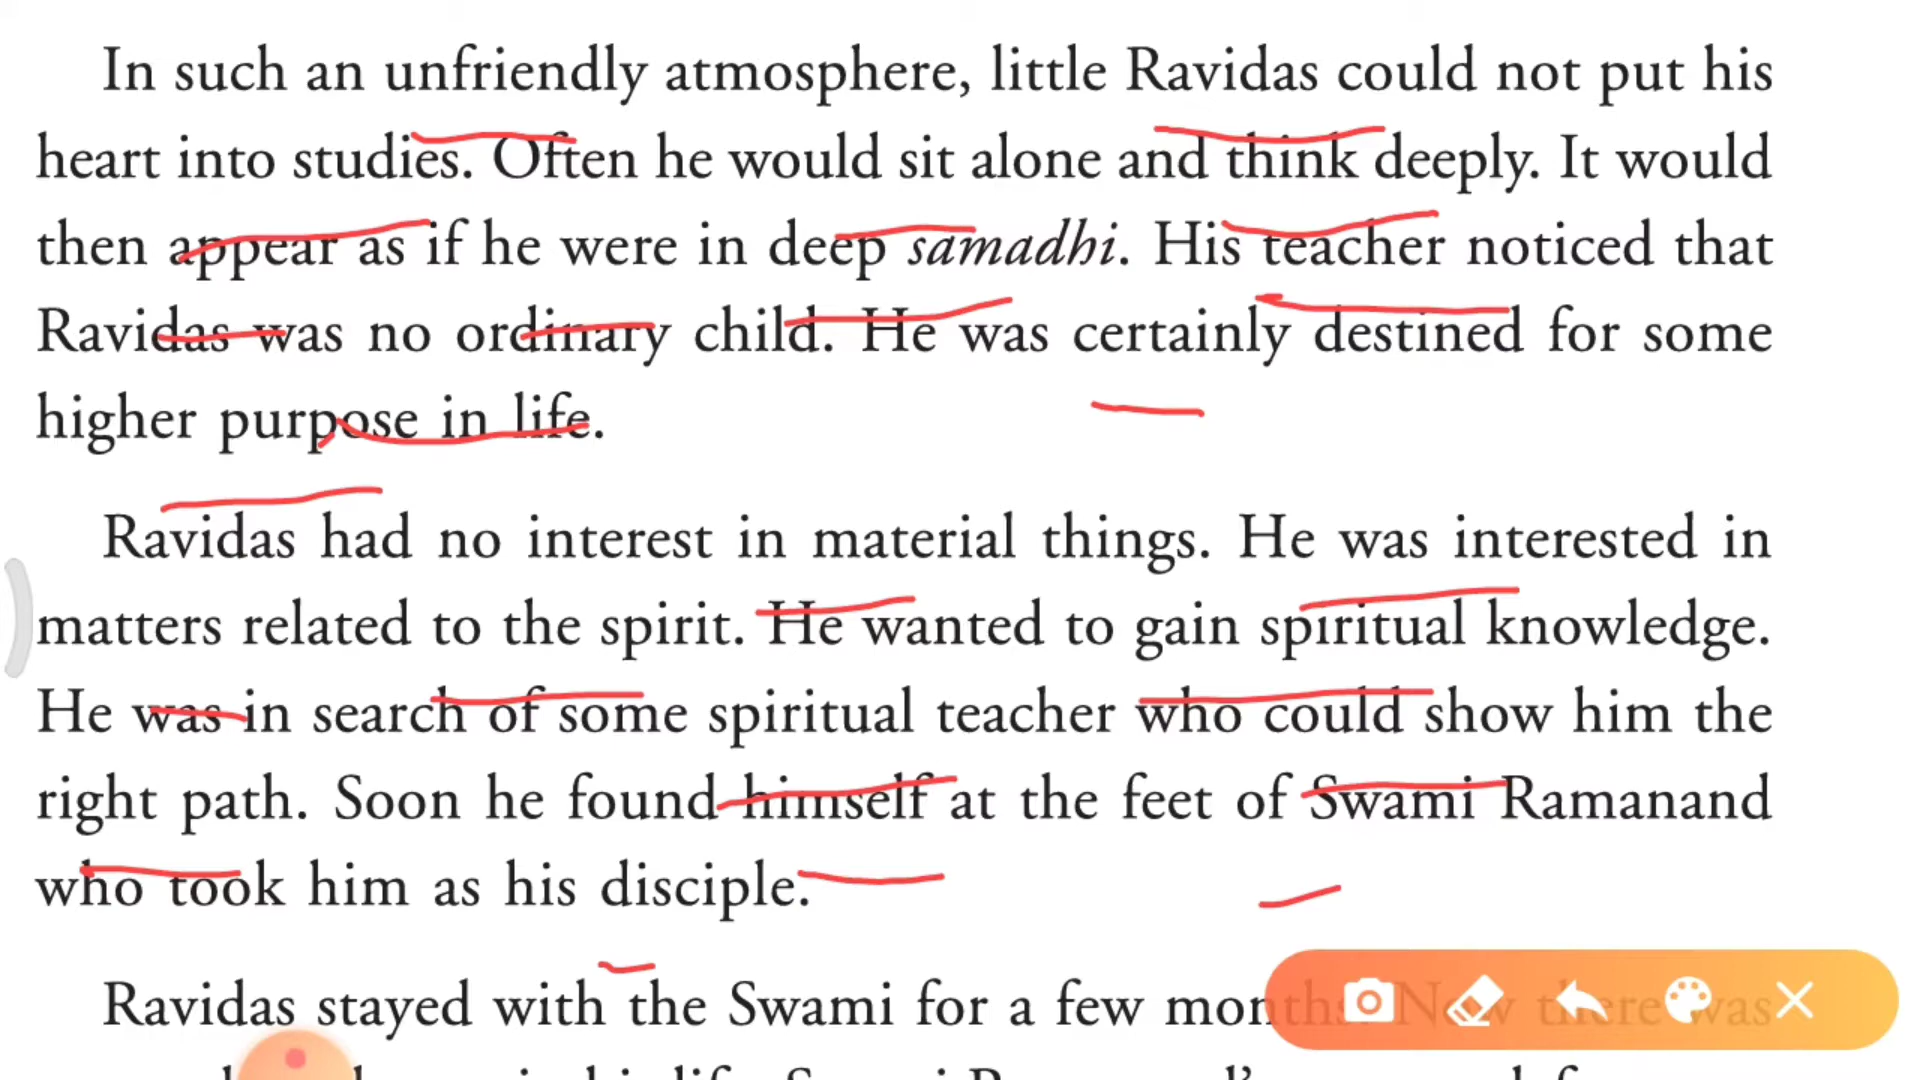 In such an unfriendly atmosphere, little Ravidas could not put his
heart into studies. Often he would sit alone and think deeply. It would
then appear as if he were in deep samadhi. His teacher noticed that
Ravidas was no ordinary child. He was certainly destined for some
higher purpose in life.
Ravidas had no interest in material things. He was interested in
matters related to the spirit. He wanted to gain spiritual knowledge.
He was in search of some spiritual teacher who could show him the
right path. Soon he found himself at the feet of Swami Ramanand
who took him as his disciple.
Ravidas stayed with the Swami for a few months. Now there was